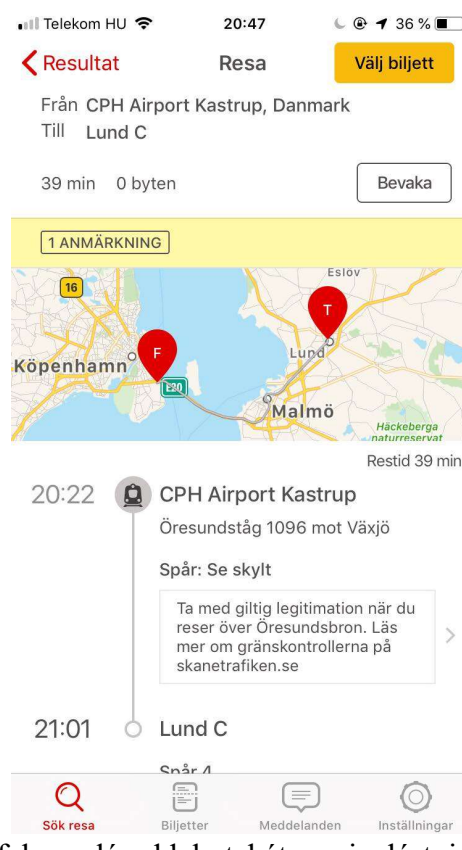 Telekom HU 20:47 36 %
Resultat Resa Välj biljett
Från CPH Airport Kastrup, Danmark
Till Lund C
39 min 0 byten Bevaka
1 ANMÄRKNING
Eslöv
16
T
F
Lund
Köpenhamn
E20
Malmö
Häckeberga
naturreservat
Restid 39 min
20:22 CPH Airport Kastrup
Öresundståg 1096 mot Växjö
Spår: Se skylt
Ta med giltig legitimation när du
reser över Öresundsbron. Läs
mer om gränskontrollerna på
skanetrafiken.se
21:01 Lund C
Spår 4
Sök resa Biljetter Meddelanden Inställningar